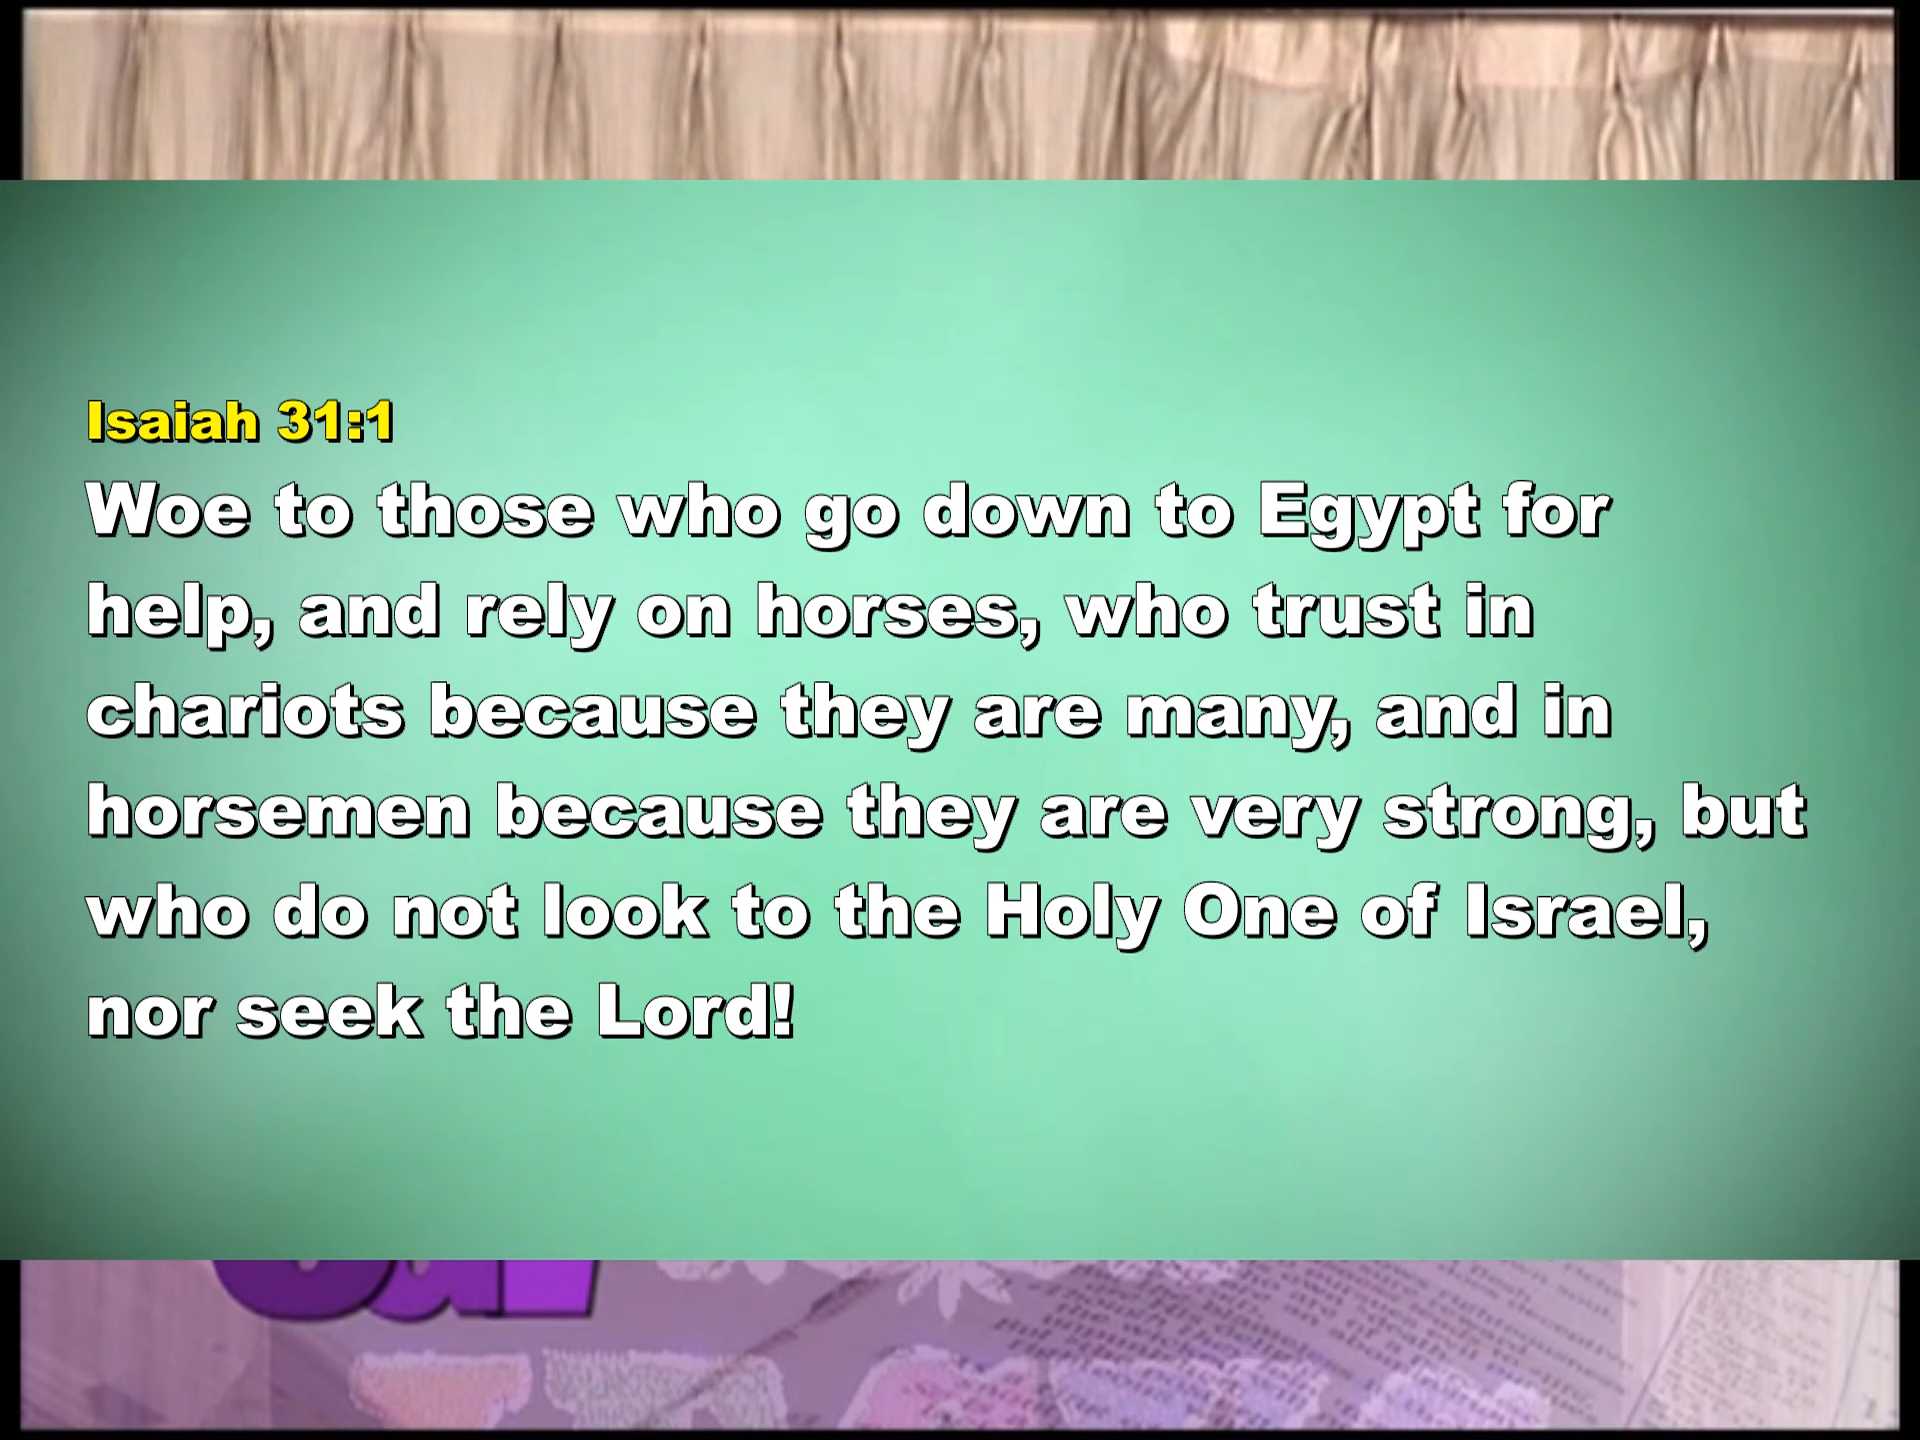 Isaiah 31:1
Woe to those who go down to Egypt for
help, and rely on horses, who trust in
chariots because they are many, and in
horsemen because they are very strong, but
who do not look to the Holy One of Israel,
nor seek the Lord!